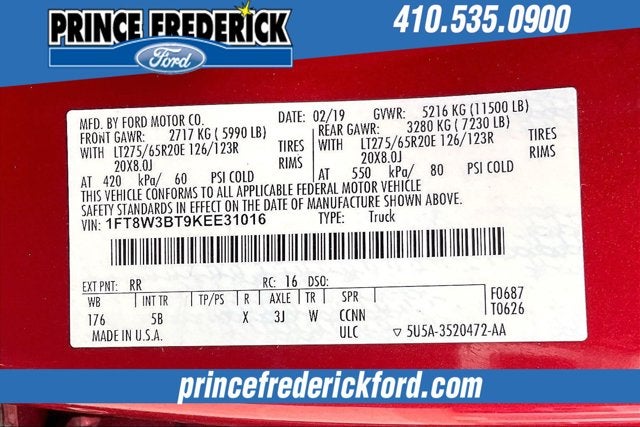 PRINCE FREDERICK
Ford
410.535.0900
MFD. BY FORD MOTOR CO. DATE: 02/19 GVWR: 5216 KG (11500 LB)
FRONT GAWR: 2717 KG ( 5990 LB) REAR GAWR: 3280 KG ( 7230 LB)
WITH LT275/65R20E 126/123R TIRES WITH LT275/65R20E 126/123R TIRES
20X8.0J RIMS 20X8.0J RIMS
AT 420 kPa/ 60 PSI COLD AT 550 kPa/ 80 PSI COLD
THIS VEHICLE CONFORMS TO ALL APPLICABLE FEDERAL MOTOR VEHICLE
SAFETY STANDARDS IN EFFECT ON THE DATE OF MANUFACTURE SHOWN ABOVE.
VIN: 1FT8W3BT9KEE31016 TYPE: Truck
EXT PNT: RR RC: 16 DSO:
WB INT TR TP/PS R AXLE TR SPR F0687
176 5B X 3J W CCNN T0626
MADE IN U.S.A. ULC ▽ 5U5A-3520472-AA
princefrederickford.com